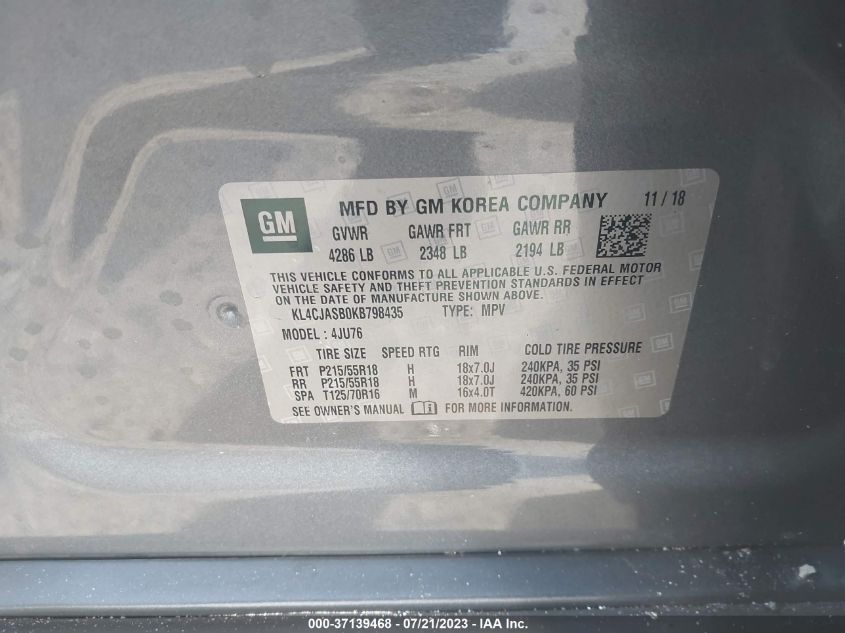 GM
MFD BY GM KOREA COMPANY 11/18
GVWR GAWR FRT GAWR RR
4286 LB 2348 LB 2194 LB
THIS VEHICLE CONFORMS TO ALL APPLICABLE U.S. FEDERAL MOTOR
VEHICLE SAFETY AND THEFT PREVENTION STANDARDS IN EFFECT
ON THE DATE OF MANUFACTURE SHOWN ABOVE.
KL4CJASB0KB798435 TYPE: MPV
MODEL : 4JU76
TIRE SIZE SPEED RTG RIM COLD TIRE PRESSURE
FRT P215/55R18 H 18x7.0J 240KPA, 35 PSI
RR P215/55R18 H 18x7.0J 240KPA, 35 PSI
SPA T125/70R16 M 16x4.0T 420KPA, 60 PSI
SEE OWNER'S MANUAL FOR MORE INFORMATION.
000-37139468 - 07/21/2023 - IAA Inc.